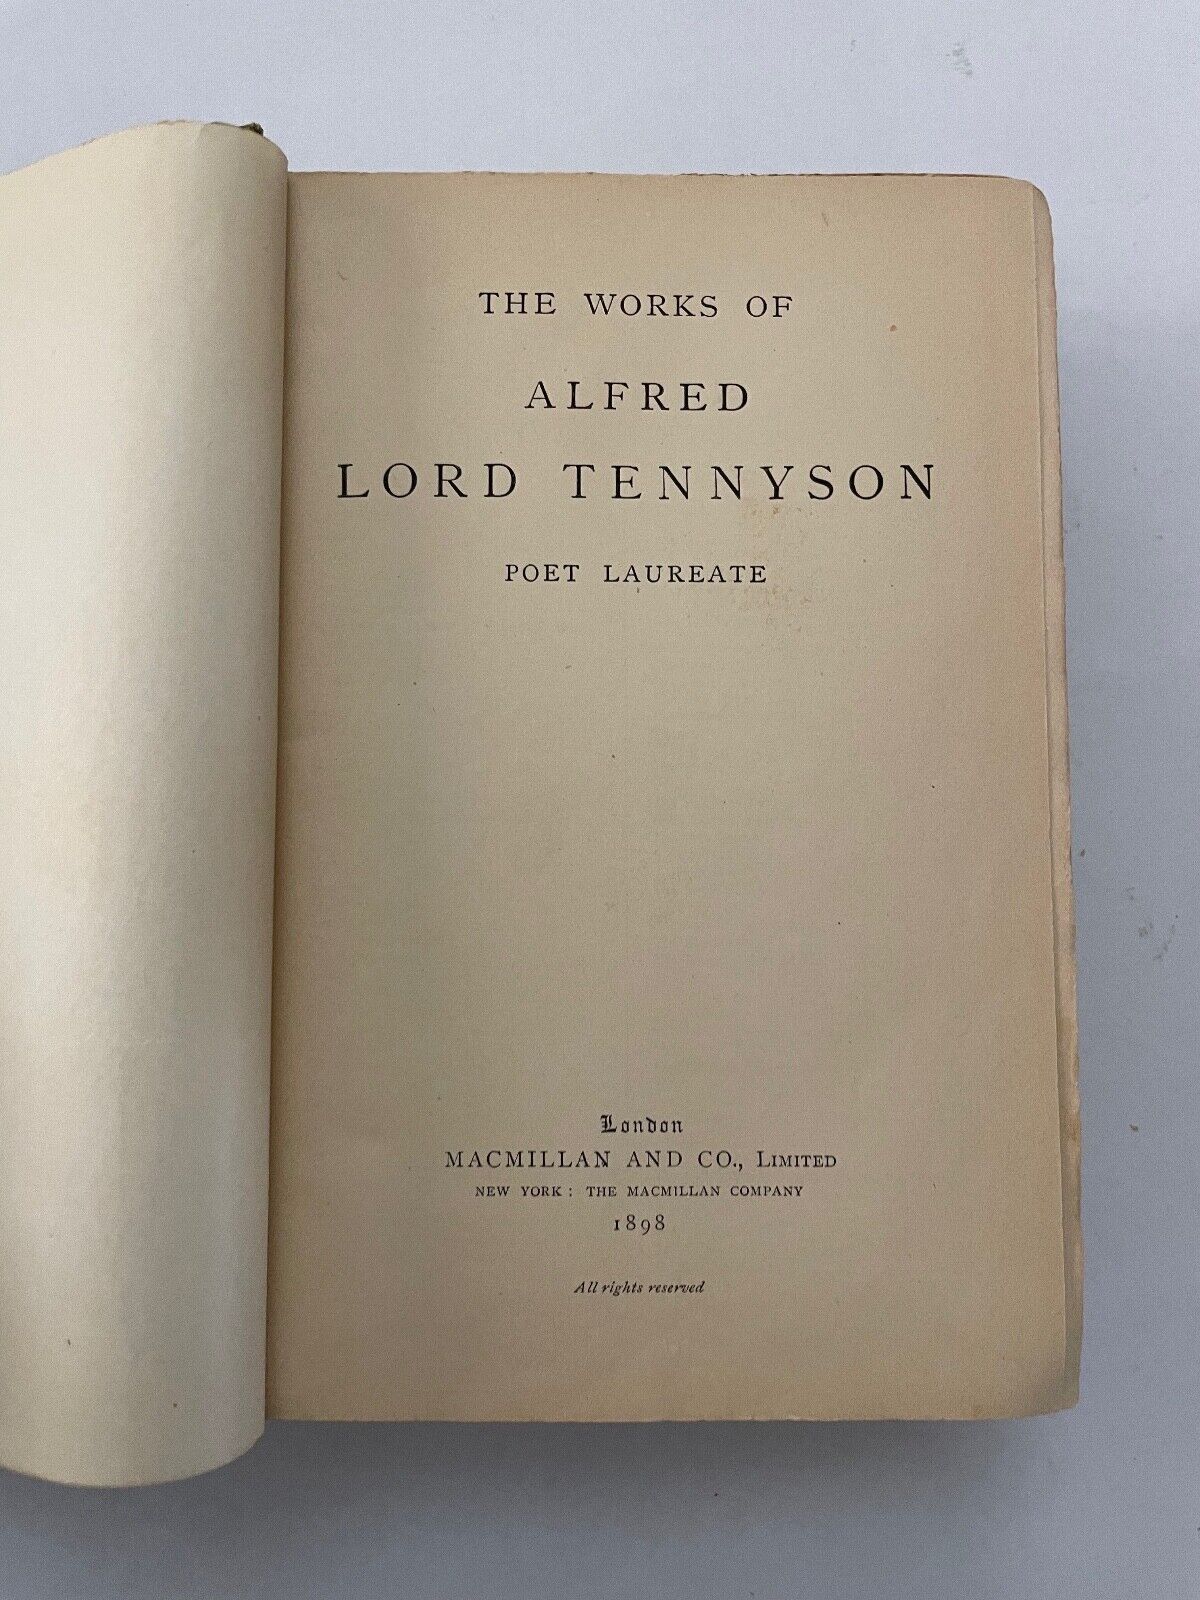 THE WORKS OF
ALFRED
LORD TENNYSON
POET LAUREATE
London
MACMILLAN AND CO., LIMITED
NEW YORK: THE MACMILLAN COMPANY
1898
All rights reserved